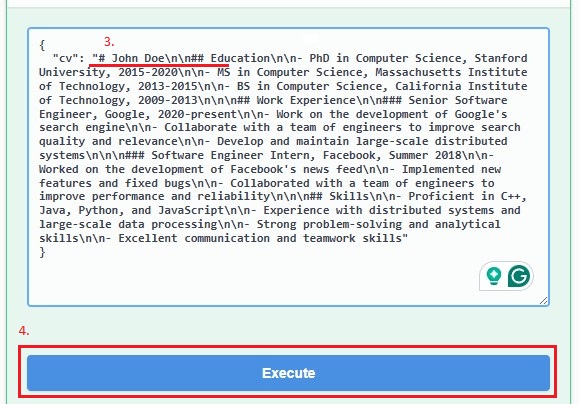 3.
{
"cv": "# John Doe\n\n## Education\n\n- PhD in Computer Science, Stanford
University, 2015-2020\n\n- MS in Computer Science, Massachusetts Institute
of Technology, 2013-2015\n\n- BS in Computer Science, California Institute
of Technology, 2009-2013\n\n\n## Work Experience\n\n### Senior Software
Engineer, Google, 2020-present\n\n- Work on the development of Google's
search engine\n\n- Collaborate with a team of engineers to improve search
quality and relevance\n\n- Develop and maintain large-scale distributed
systems\n\n\n### Software Engineer Intern, Facebook, Summer 2018\n\n-
Worked on the development of Facebook's news feed\n\n- Implemented new
features and fixed bugs\n\n- Collaborated with a team of engineers to
improve performance and reliability\n\n\n## Skills\n\n- Proficient in C++,
Java, Python, and JavaScript\n\n- Experience with distributed systems and
large-scale data processing\n\n- Strong problem-solving and analytical
skills\n\n- Excellent communication and teamwork skills"
}
4.
Execute